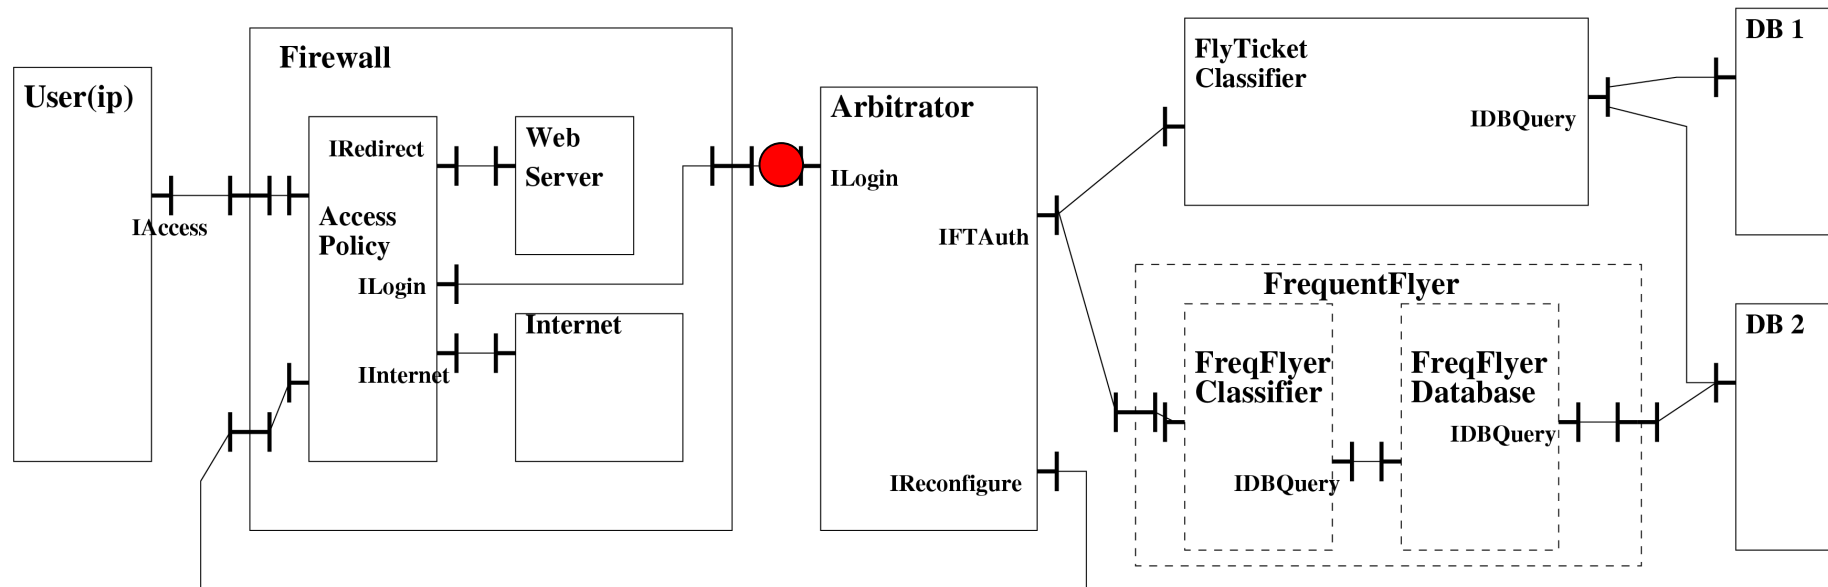 User(ip)
IAccess
Firewall
IRedirect
Access
Policy
ILogin
IInternet
Web
Server
Internet
Arbitrator
ILogin
IFTAuth
IReconfigure
FlyTicket
Classifier
IDBQuery
FrequentFlyer
FreqFlyer
Classifier
IDBQuery
FreqFlyer
Database
IDBQuery
DB 1
DB 2